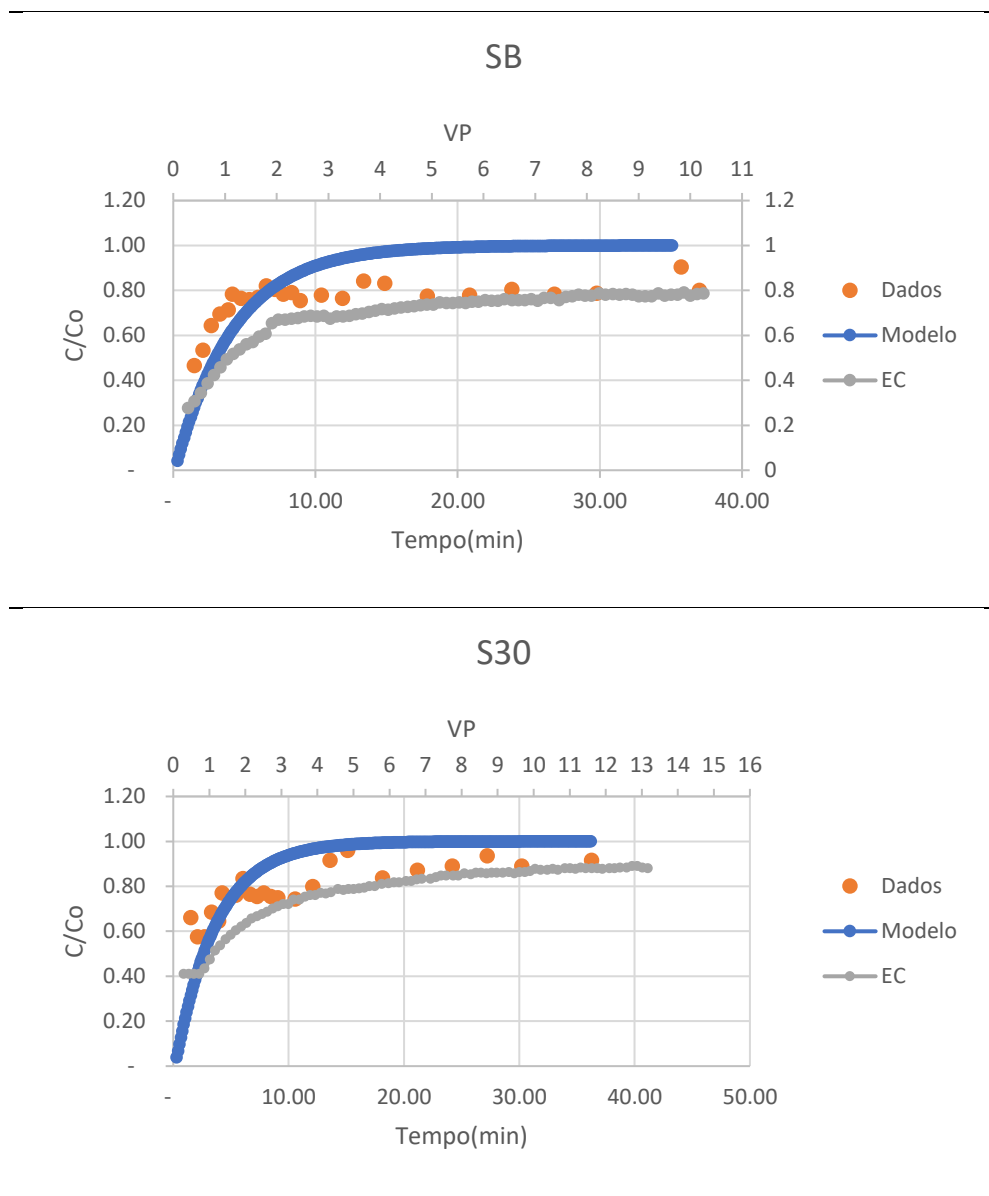 SB
VP
0 1 2 3 4 5 6 7 8 9 10 11
1.20 1.2
1.00 1
0.80 0.8
0.60 0.6
0.40 0.4
0.20 0.2
- 0
C/Co
- 10.00 20.00 30.00 40.00
Tempo(min)
Dados
Modelo
EC
S30
VP
0 1 2 3 4 5 6 7 8 9 10 11 12 13 14 15 16
1.20
1.00
0.80
0.60
0.40
0.20
-
C/Co
- 10.00 20.00 30.00 40.00 50.00
Tempo(min)
Dados
Modelo
EC